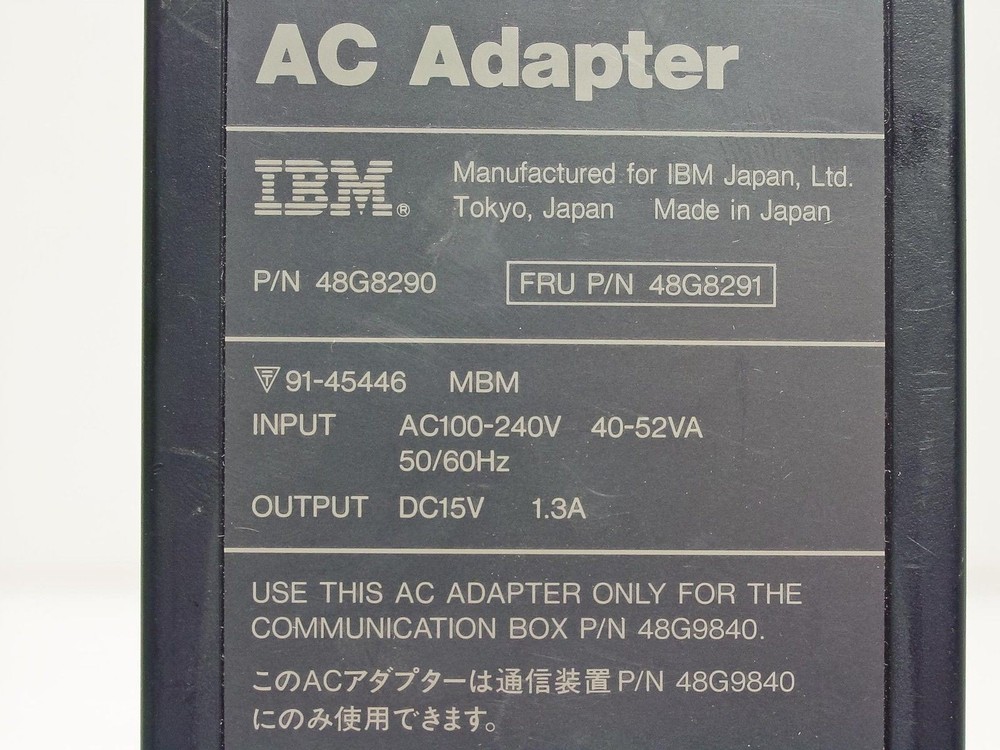 AC Adapter
IBM® Manufactured for IBM Japan, Ltd.
Tokyo, Japan Made in Japan
P/N 48G8290 FRU P/N 48G8291
91-45446 MBM
INPUT AC100-240V 40-52VA
50/60Hz
OUTPUT DC15V 1.3A
USE THIS AC ADAPTER ONLY FOR THE
COMMUNICATION BOX P/N 48G9840.
このACアダプターは通信装置 P/N 48G9840
にのみ使用できます。